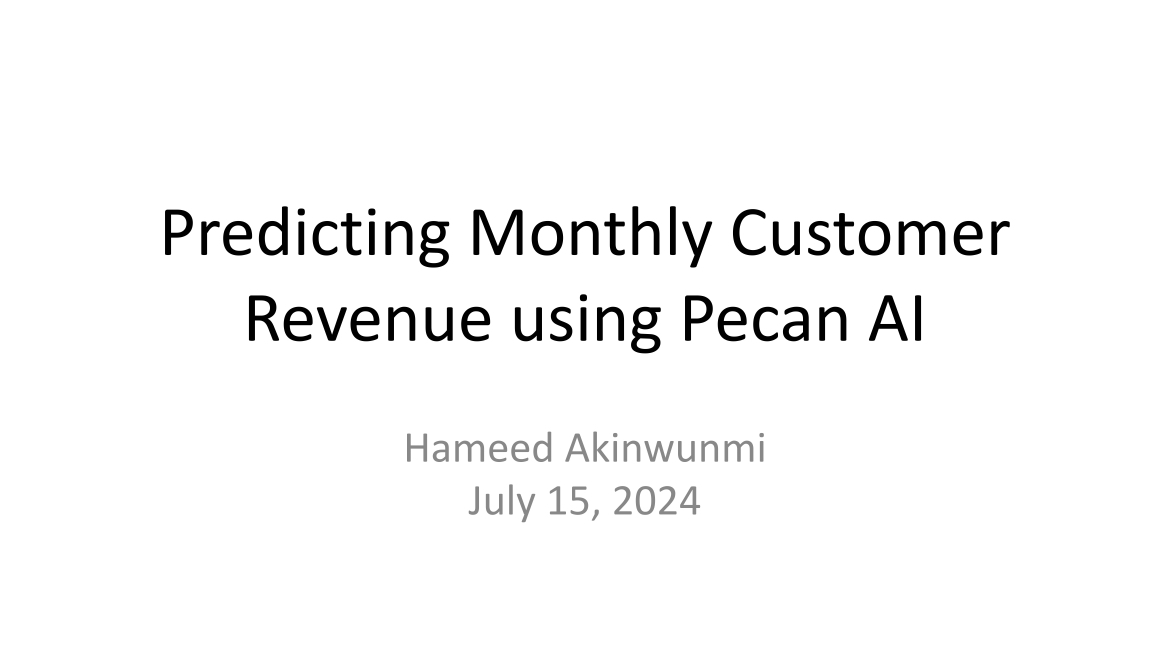 Predicting Monthly Customer
Revenue using Pecan AI
Hameed Akinwunmi
July 15, 2024